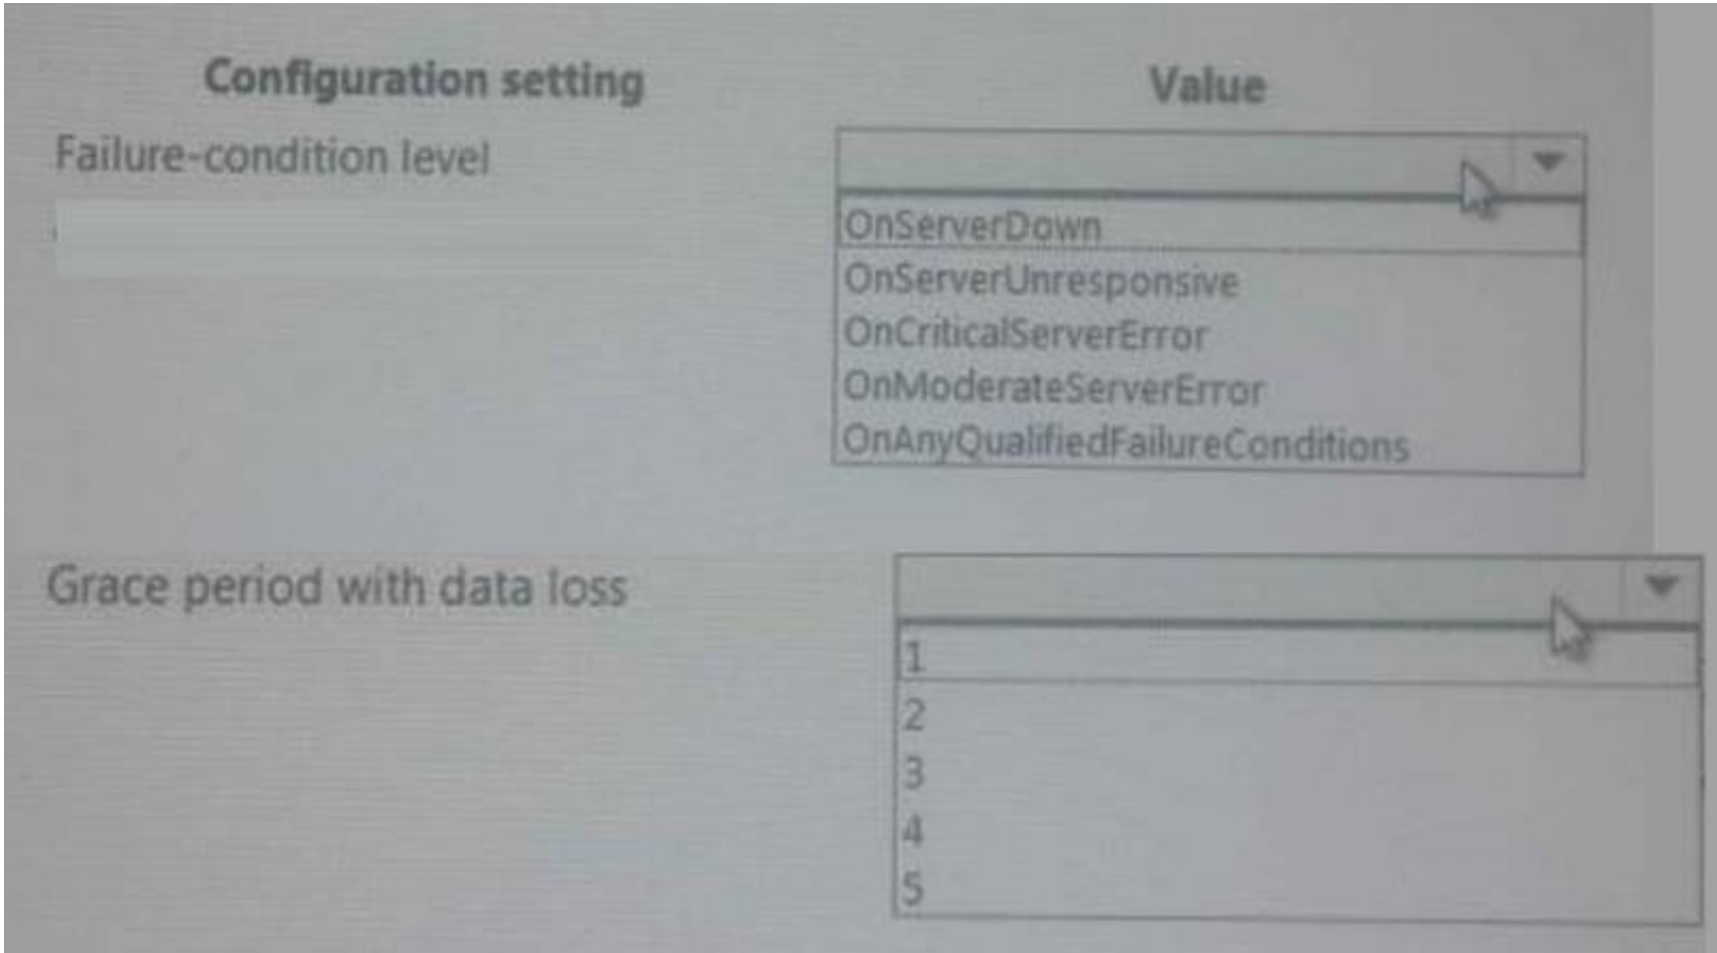 Configuration setting
Value
Failure-condition level
OnServerDown
OnServerUnresponsive
OnCriticalServerError
OnModerateServerError
OnAnyQualifiedFailureConditions
Grace period with data loss
1
2
3
4
5